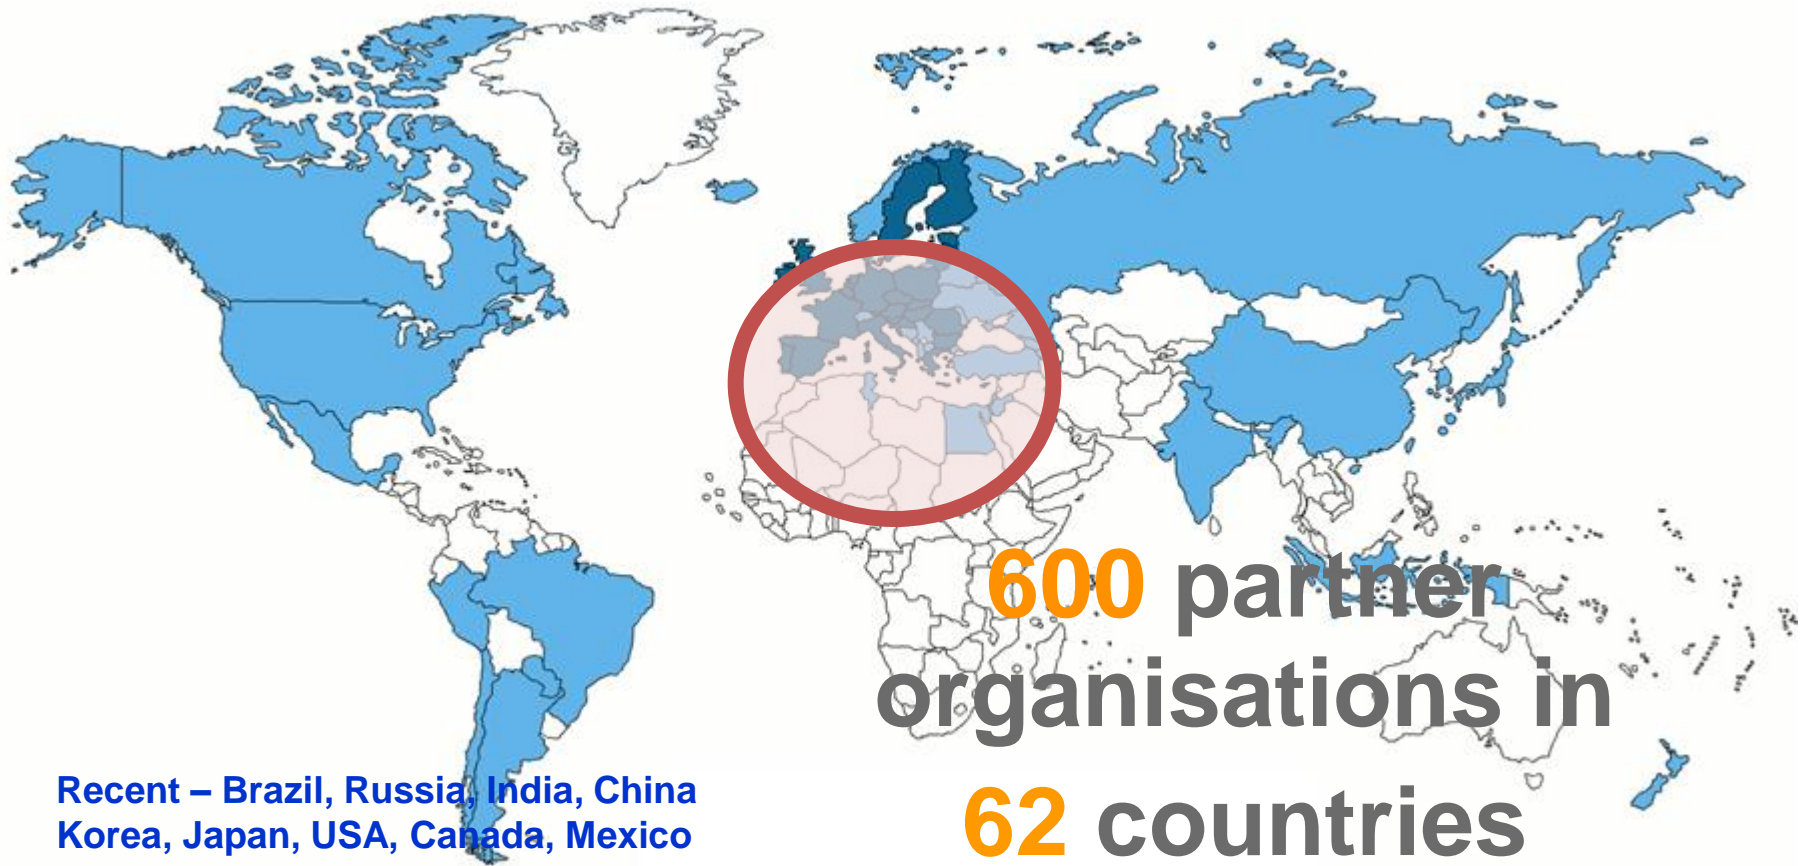 600 partner
organisations in
62 countries
Recent – Brazil, Russia, India, China
Korea, Japan, USA, Canada, Mexico